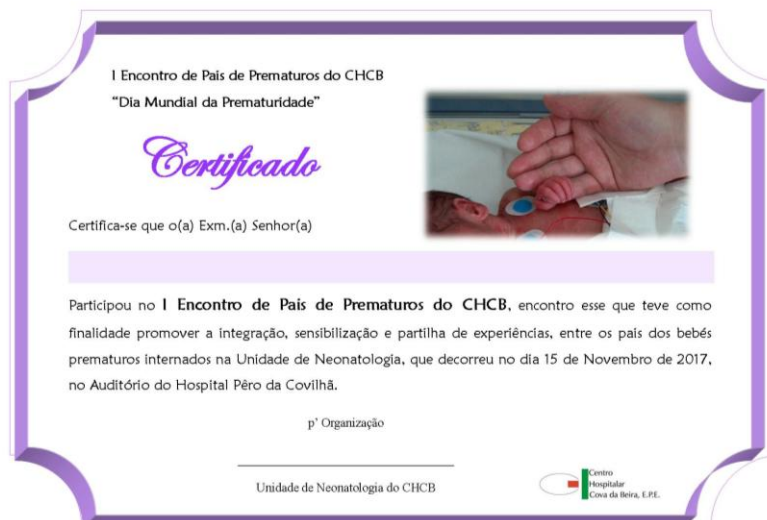 I Encontro de Pais de Prematuros do CHCB
“Dia Mundial da Prematuridade”
Certificado
Certifica-se que o(a) Exm.(a) Senhor(a)
Participou no I Encontro de Pais de Prematuros do CHCB, encontro esse que teve como
finalidade promover a integração, sensibilização e partilha de experiências, entre os pais dos bebés
prematuros internados na Unidade de Neonatologia, que decorreu no dia 15 de Novembro de 2017,
no Auditório do Hospital Pêro da Covilhã.
p’ Organização
Unidade de Neonatologia do CHCB
Centro
Hospitalar
Cova da Beira, E.P.E.